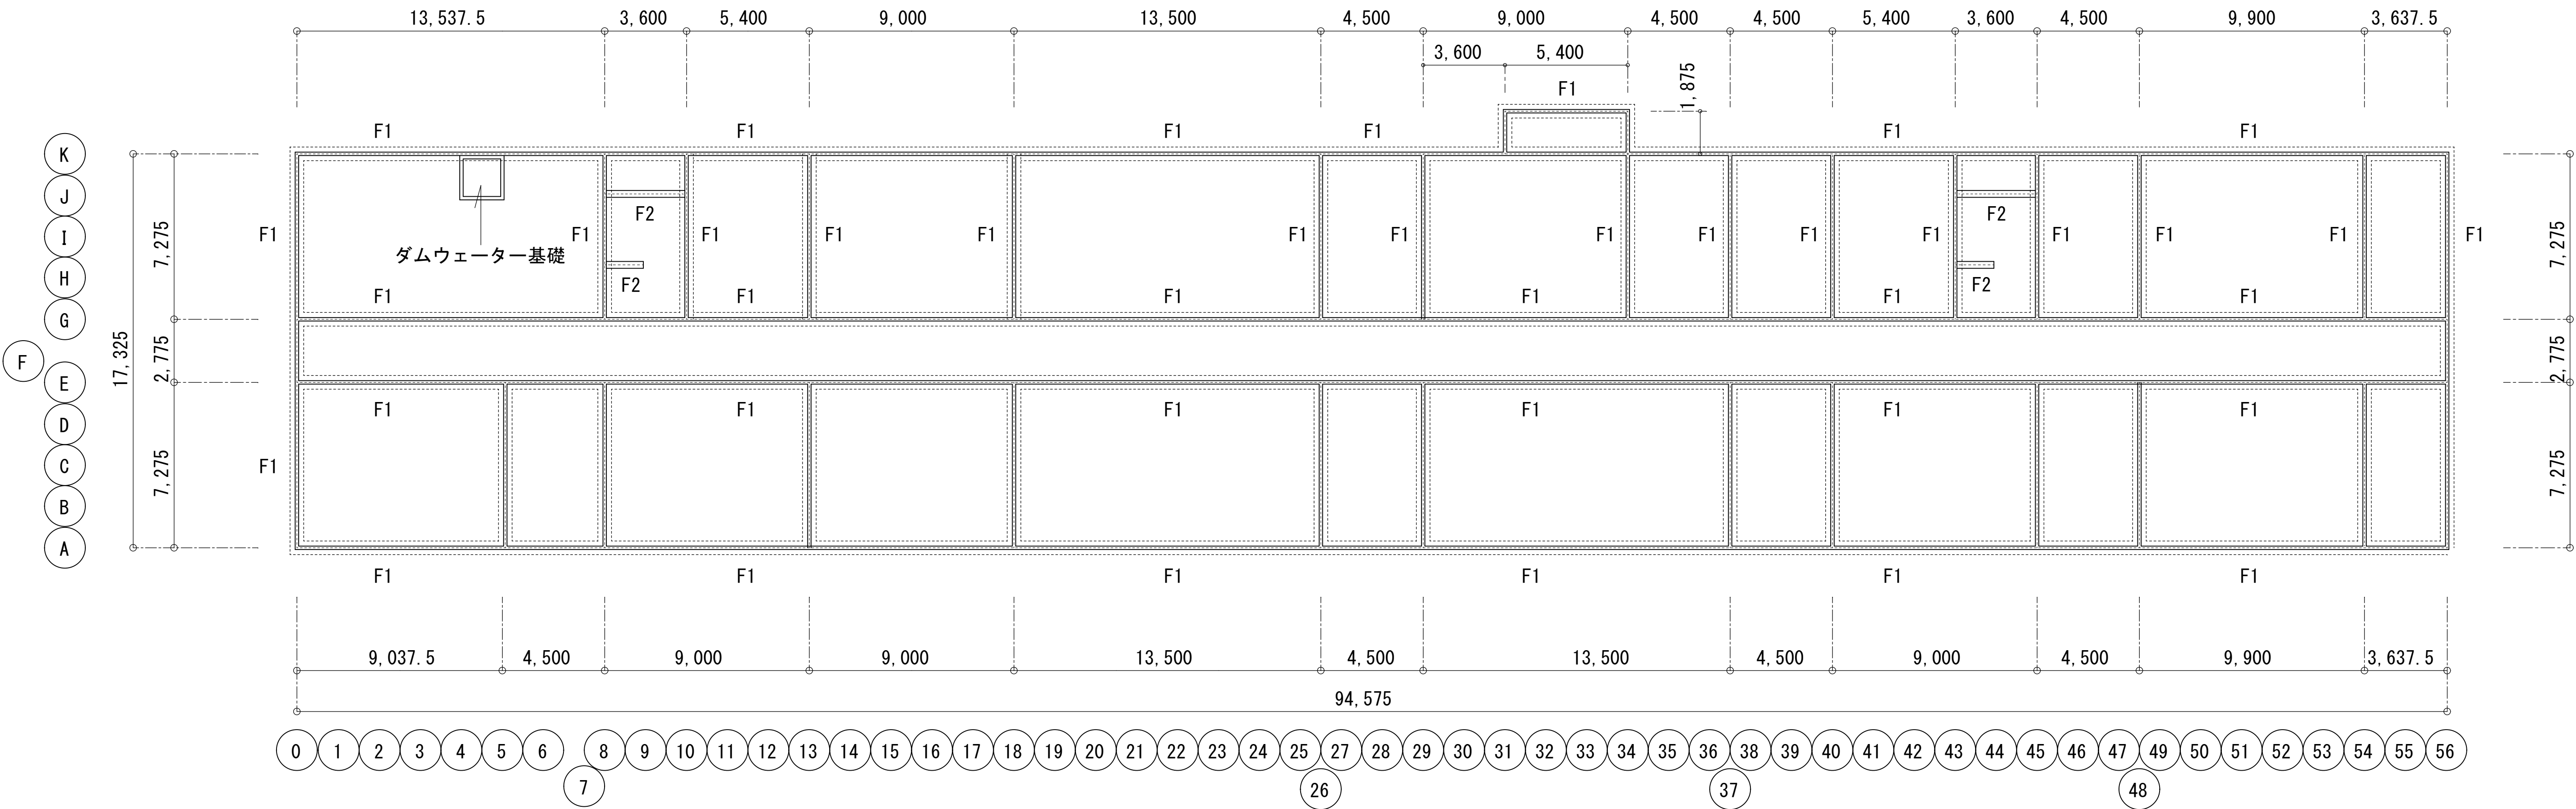 13,537.5 3,600 5,400 9,000 13,500 4,500 9,000 4,500 4,500 5,400 3,600 4,500 9,900 3,637.5
3,600 5,400
1,875
F1
F1 F1 F1 F1 F1 F1
K
J
I
H
G
F
E
D
C
B
A
17,325
7,275
2,775
7,275
F1 F1 F1 F1 F1 F1 F1 F1 F1 F1 F1 F1 F1 F1 F1
F2 F2
ダムウェーター基礎
F2 F2
F1 F1 F1 F1 F1 F1
7,275
2,775
7,275
F1 F1 F1 F1 F1 F1
F1
F1 F1 F1 F1 F1 F1
9,037.5 4,500 9,000 9,000 13,500 4,500 13,500 4,500 9,000 4,500 9,900 3,637.5
94,575
0 1 2 3 4 5 6 8 9 10 11 12 13 14 15 16 17 18 19 20 21 22 23 24 25 27 28 29 30 31 32 33 34 35 36 38 39 40 41 42 43 44 45 46 47 49 50 51 52 53 54 55 56
7 26 37 48